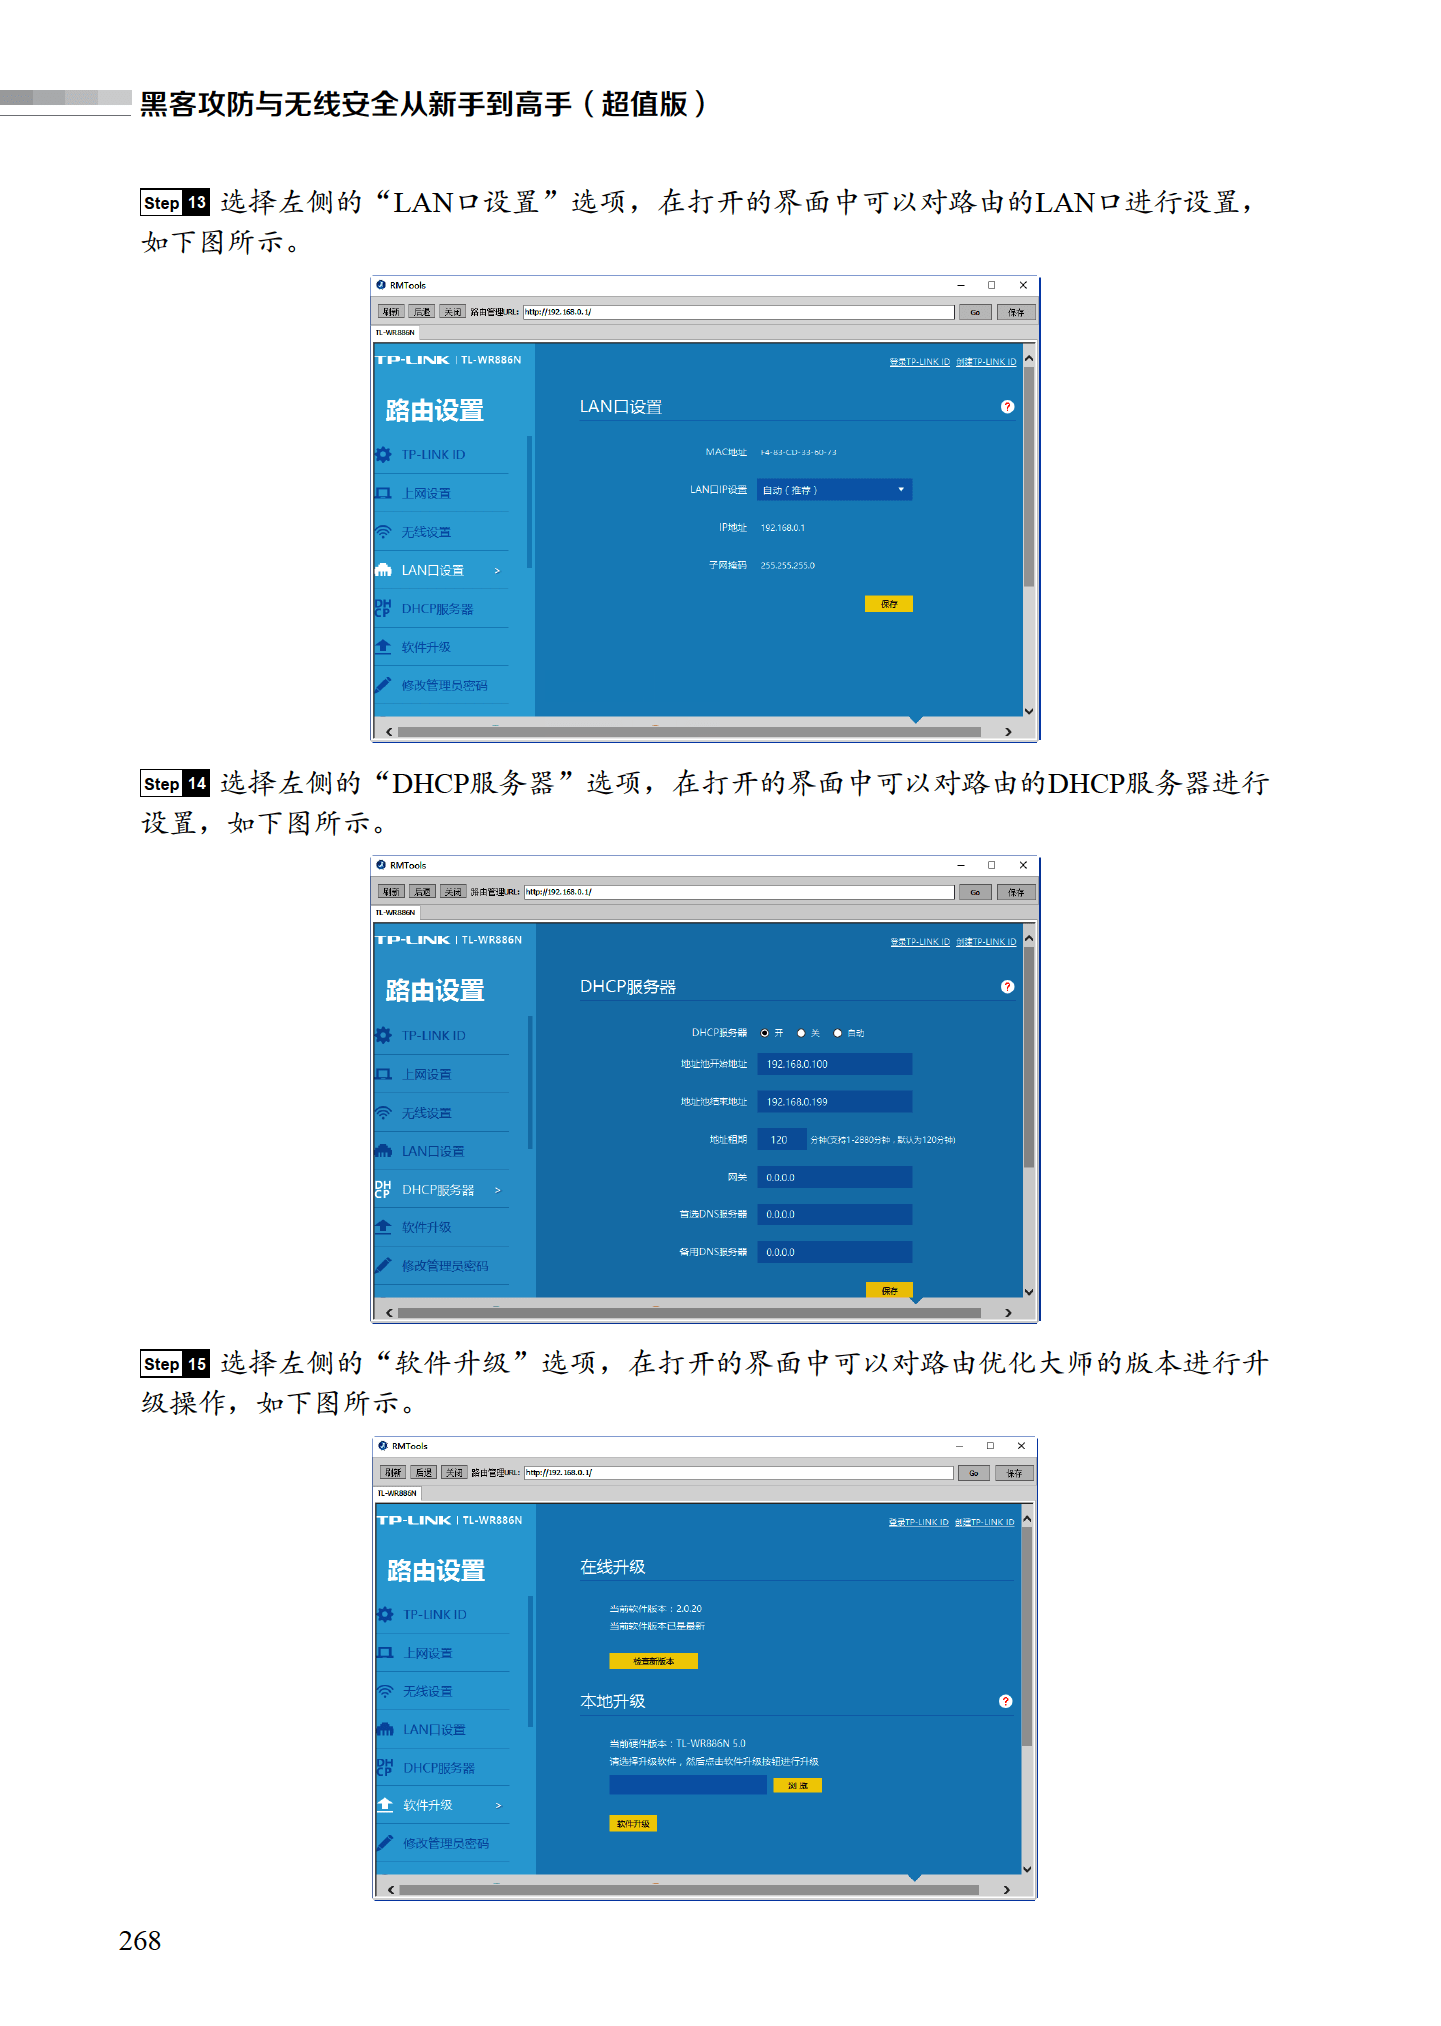 黑客攻防与无线安全从新手到高手（超值版）
Step 13 选择左侧的“LAN口设置”选项，在打开的界面中可以对路由的LAN口进行设置，
如下图所示。
RMTools
刷新 后退 关闭 路由管理URL: http://192.168.0.1/ Go 保存
TL-WR886N
TP-LINK | TL-WR886N
登录TP-LINK ID 创建TP-LINK ID
路由设置
LAN口设置
TP-LINK ID
上网设置
无线设置
LAN口设置 >
DHCP服务器
软件升级
修改管理员密码
MAC地址 F4-83-CD-33-60-73
LAN口IP设置 自动（推荐）
IP地址 192.168.0.1
子网掩码 255.255.255.0
保存
Step 14 选择左侧的“DHCP服务器”选项，在打开的界面中可以对路由的DHCP服务器进行
设置，如下图所示。
RMTools
刷新 后退 关闭 路由管理URL: http://192.168.0.1/ Go 保存
TL-WR886N
TP-LINK | TL-WR886N
登录TP-LINK ID 创建TP-LINK ID
路由设置
DHCP服务器
TP-LINK ID
上网设置
无线设置
LAN口设置
DHCP服务器 >
软件升级
修改管理员密码
DHCP服务器 开 关 自动
地址池开始地址 192.168.0.100
地址池结束地址 192.168.0.199
地址租期 120 分钟(支持1-2880分钟，默认为120分钟)
网关 0.0.0.0
首选DNS服务器 0.0.0.0
备用DNS服务器 0.0.0.0
保存
Step 15 选择左侧的“软件升级”选项，在打开的界面中可以对路由优化大师的版本进行升
级操作，如下图所示。
RMTools
刷新 后退 关闭 路由管理URL: http://192.168.0.1/ Go 保存
TL-WR886N
TP-LINK | TL-WR886N
登录TP-LINK ID 创建TP-LINK ID
路由设置
TP-LINK ID
上网设置
无线设置
LAN口设置
DHCP服务器
软件升级 >
修改管理员密码
在线升级
当前软件版本：2.0.20
当前软件版本已是最新
检查新版本
本地升级
当前硬件版本：TL-WR886N 5.0
请选择升级软件，然后点击软件升级按钮进行升级
浏 览
软件升级
268